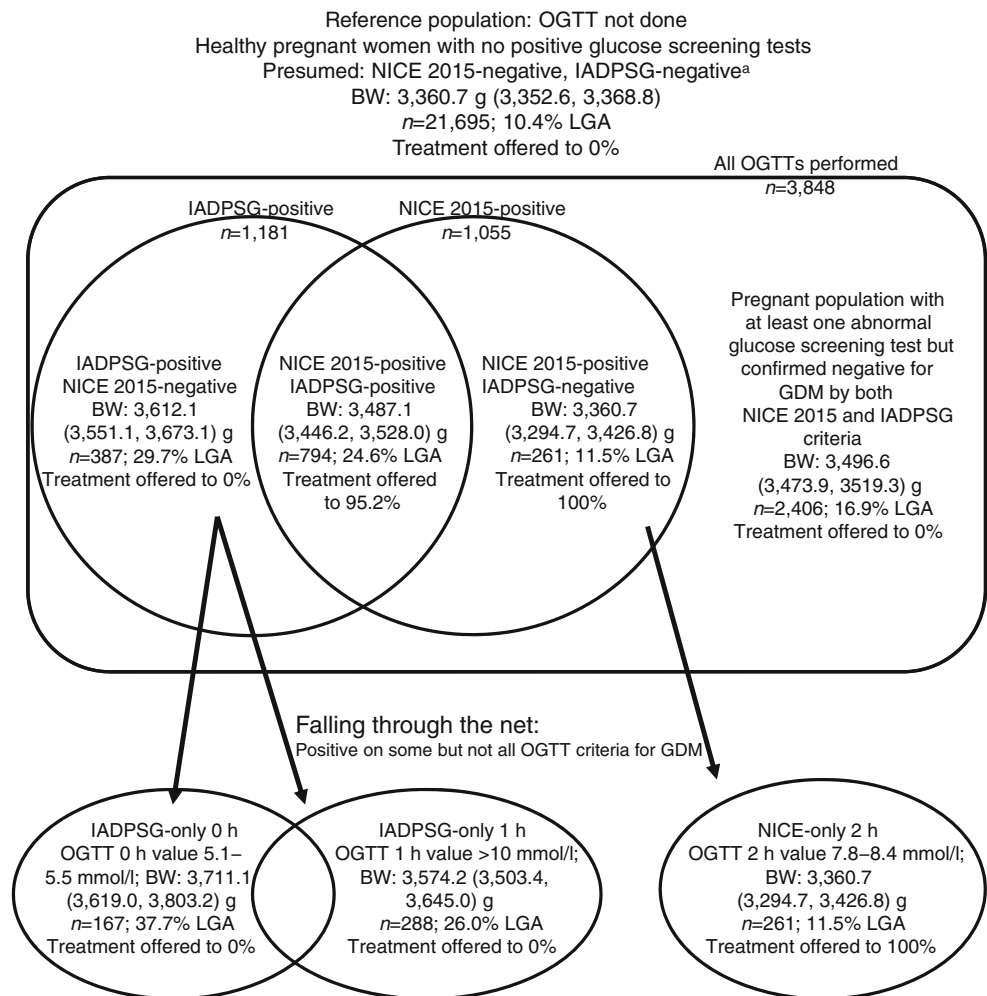 Reference population: OGTT not done
Healthy pregnant women with no positive glucose screening tests
Presumed: NICE 2015-negative, IADPSG-negativeᵃ
BW: 3,360.7 g (3,352.6, 3,368.8)
n=21,695; 10.4% LGA
Treatment offered to 0%
All OGTTs performed
n=3,848
IADPSG-positive
n=1,181
NICE 2015-positive
n=1,055
IADPSG-positive
NICE 2015-negative
BW: 3,612.1
(3,551.1, 3,673.1) g
n=387; 29.7% LGA
Treatment offered to 0%
NICE 2015-positive
IADPSG-positive
BW: 3,487.1
(3,446.2, 3,528.0) g
n=794; 24.6% LGA
Treatment offered
to 95.2%
NICE 2015-positive
IADPSG-negative
BW: 3,360.7
(3,294.7, 3,426.8) g
n=261; 11.5% LGA
Treatment offered to
100%
Pregnant population with
at least one abnormal
glucose screening test but
confirmed negative for
GDM by both
NICE 2015 and IADPSG
criteria
BW: 3,496.6
(3,473.9, 3519.3) g
n=2,406; 16.9% LGA
Treatment offered to 0%
Falling through the net:
Positive on some but not all OGTT criteria for GDM
IADPSG-only 0 h
OGTT 0 h value 5.1–
5.5 mmol/l; BW: 3,711.1
(3,619.0, 3,803.2) g
n=167; 37.7% LGA
Treatment offered to 0%
IADPSG-only 1 h
OGTT 1 h value >10 mmol/l;
BW: 3,574.2 (3,503.4,
3,645.0) g
n=288; 26.0% LGA
Treatment offered to 0%
NICE-only 2 h
OGTT 2 h value 7.8–8.4 mmol/l;
BW: 3,360.7
(3,294.7, 3,426.8) g
n=261; 11.5% LGA
Treatment offered to 100%